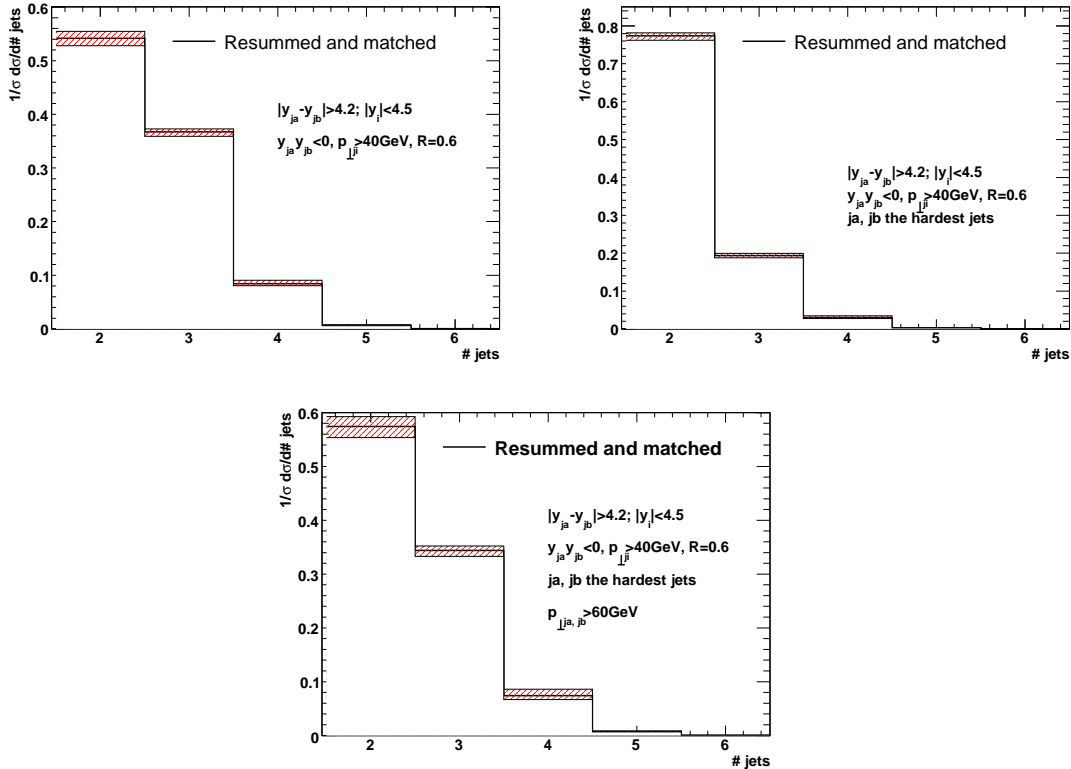 1/σ dσ/d# jets
0.6
0.5
0.4
0.3
0.2
0.1
0
Resummed and matched
|y_ja-y_jb|>4.2; |y_i|<4.5
y_ja y_jb<0, p_⊥ji>40GeV, R=0.6
2 3 4 5 6
# jets
1/σ dσ/d# jets
0.8
0.7
0.6
0.5
0.4
0.3
0.2
0.1
0
Resummed and matched
|y_ja-y_jb|>4.2; |y_i|<4.5
y_ja y_jb<0, p_⊥ji>40GeV, R=0.6
ja, jb the hardest jets
2 3 4 5 6
# jets
1/σ dσ/d# jets
0.6
0.5
0.4
0.3
0.2
0.1
0
Resummed and matched
|y_ja-y_jb|>4.2; |y_i|<4.5
y_ja y_jb<0, p_⊥ji>40GeV, R=0.6
ja, jb the hardest jets
p_⊥ja, jb>60GeV
2 3 4 5 6
# jets